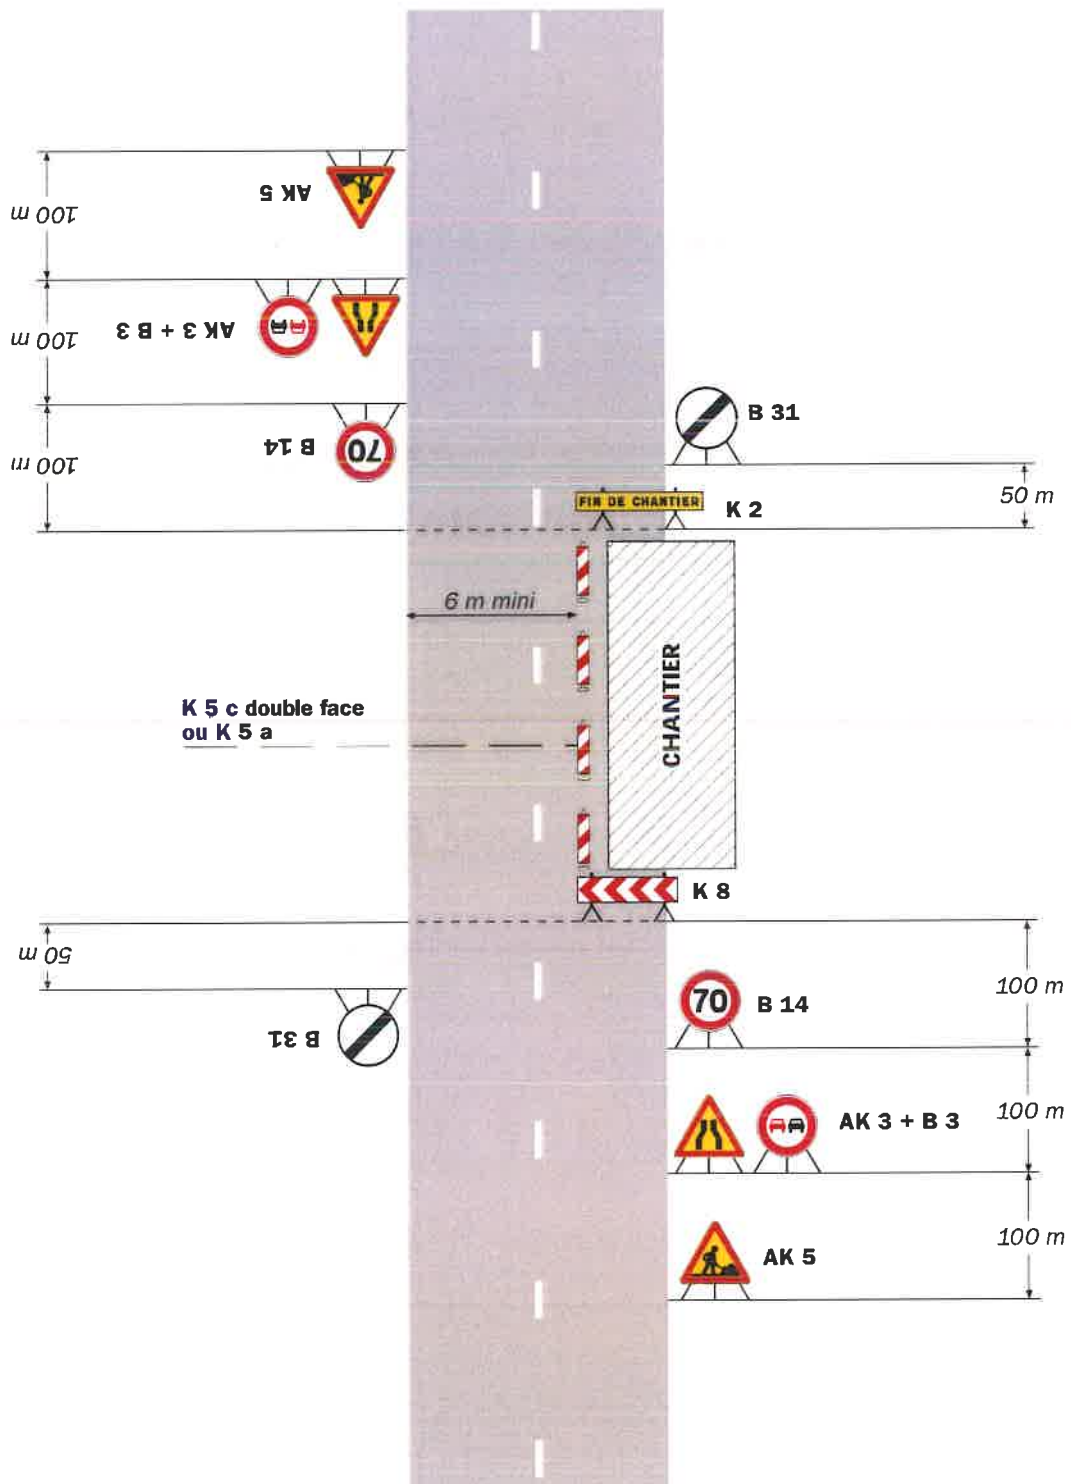 AK 5
100 m
AK 3 + B 3
100 m
70
B 14
100 m
B 31
50 m
FIN DE CHANTIER
K 2
6 m mini
CHANTIER
K 5 c double face
ou K 5 a
K 8
50 m
B 31
70
B 14
100 m
AK 3 + B 3
100 m
AK 5
100 m